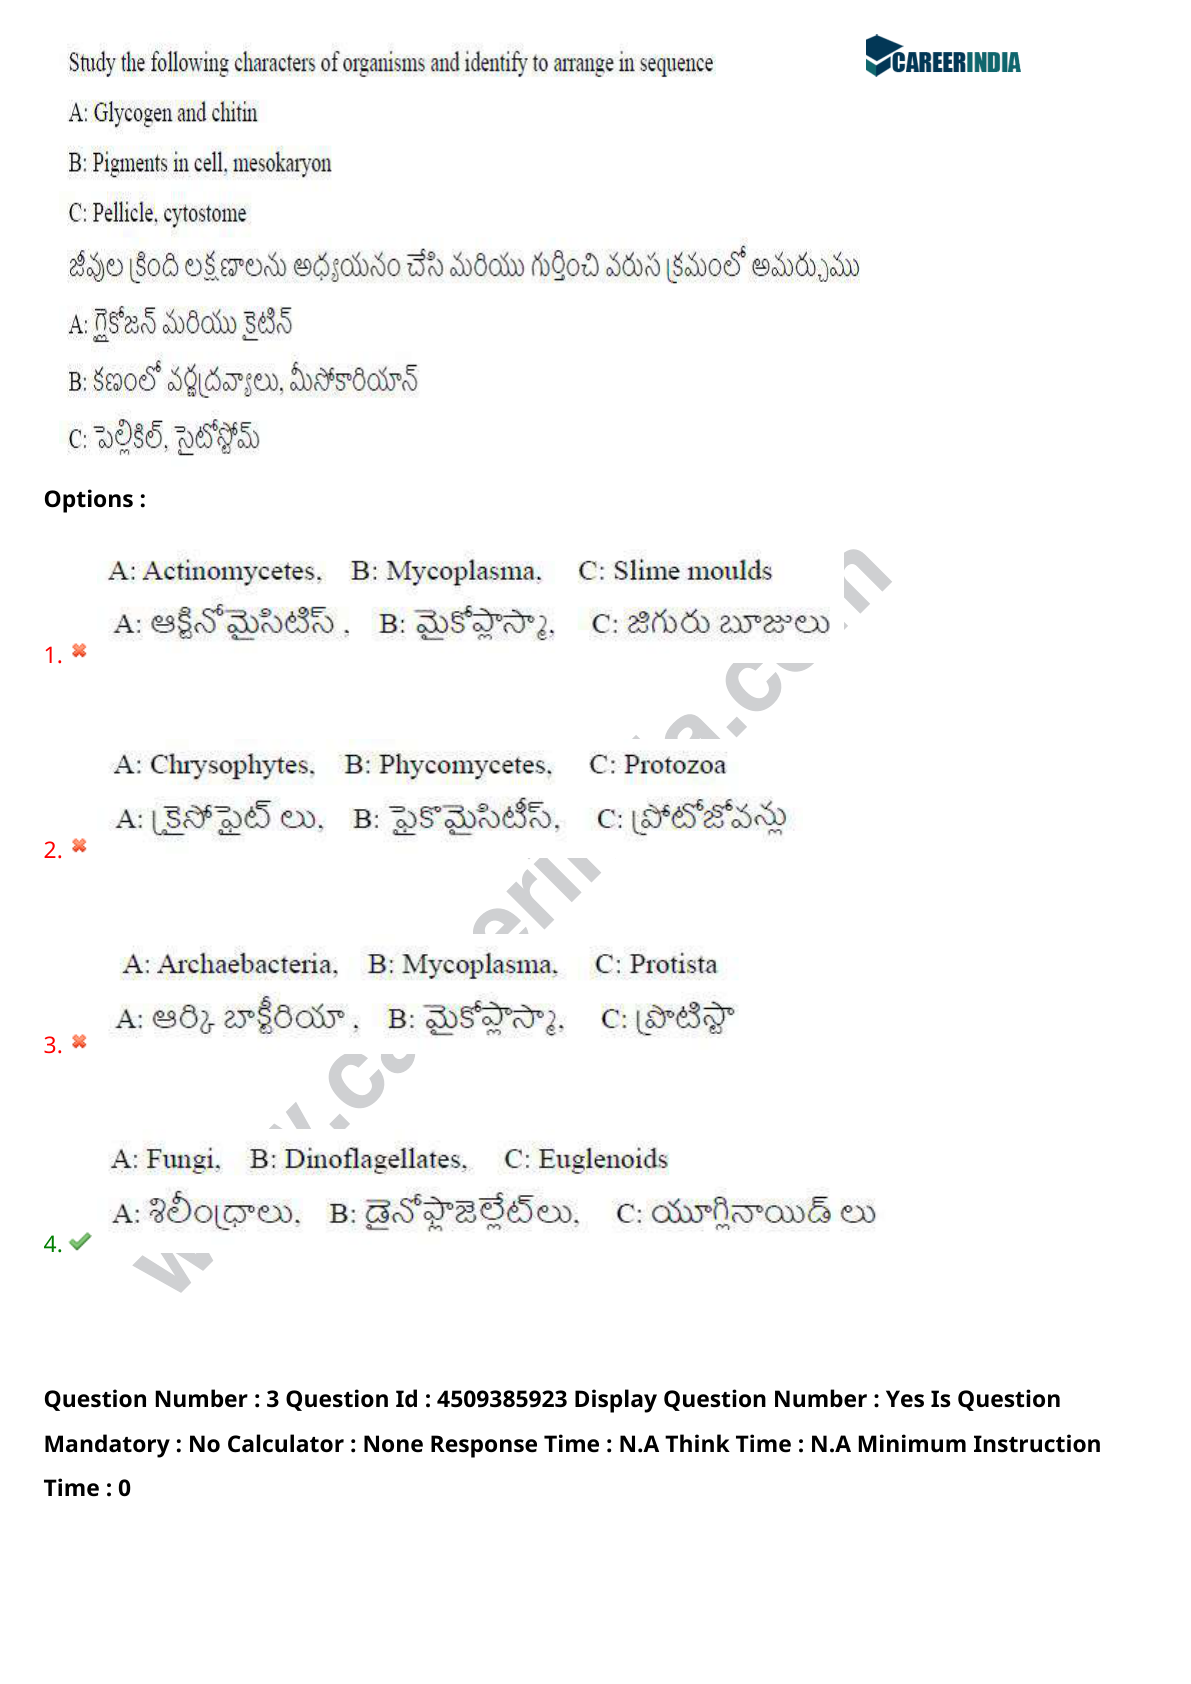 Study the following characters of organisms and identify to arrange in sequence
CAREERINDIA
A: Glycogen and chitin
B: Pigments in cell, mesokaryon
C: Pellicle, cytostome
జీవుల క్రింది లక్షణాలను అధ్యయనం చేసి మరియు గుర్తించి వరుస క్రమంలో అమర్చుము
A: గ్లైకోజన్ మరియు కైటిన్
B: కణంలో వర్ణద్రవ్యాలు, మీసోకారియాన్
C: పెల్లికిల్, సైటోస్టోమ్
Options :
A: Actinomycetes, B: Mycoplasma, C: Slime moulds
A: ఆక్టినోమైసిటిస్ , B: మైకోప్లాస్మా, C: జిగురు బూజులు
1.
A: Chrysophytes, B: Phycomycetes, C: Protozoa
A: క్రైసోఫైట్ లు, B: ఫైకొమైసిటీస్, C: ప్రోటోజోవన్లు
2.
A: Archaebacteria, B: Mycoplasma, C: Protista
A: ఆర్కి బాక్టీరియా , B: మైకోప్లాస్మా, C: ప్రొటిస్టా
3.
A: Fungi, B: Dinoflagellates, C: Euglenoids
A: శిలీంధ్రాలు, B: డైనోఫ్లాజెల్లేట్‌లు, C: యూగ్లినాయిడ్ లు
4.
Question Number : 3 Question Id : 4509385923 Display Question Number : Yes Is Question
Mandatory : No Calculator : None Response Time : N.A Think Time : N.A Minimum Instruction
Time : 0